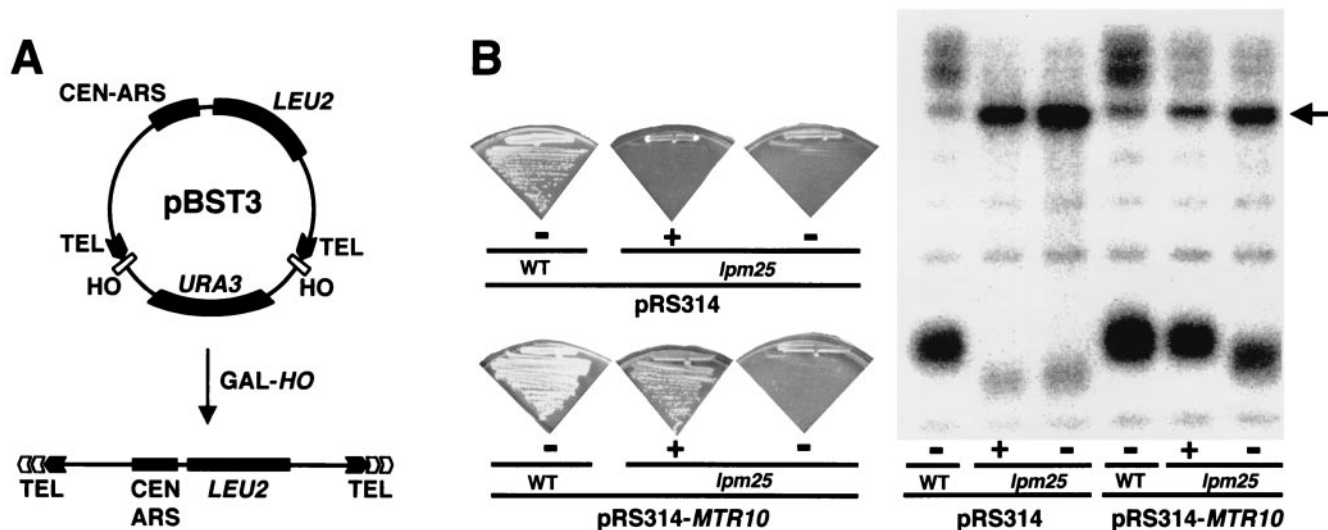 A
CEN-ARS
LEU2
pBST3
TEL
TEL
HO
URA3
HO
GAL-HO
TEL
CEN
ARS
LEU2
TEL
B
- + -
WT lpm25
pRS314
- + -
WT lpm25
pRS314-MTR10
- + - - + -
WT lpm25 WT lpm25
pRS314 pRS314-MTR10